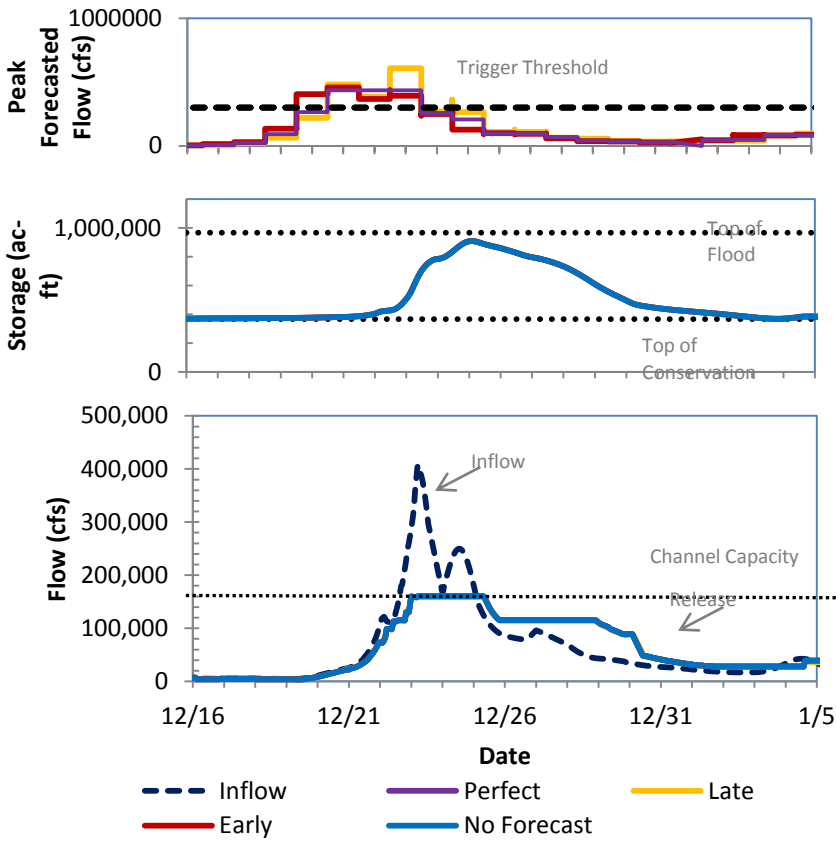 Peak
Forecasted
Flow (cfs)
1000000
0
Trigger Threshold
Storage (ac-
ft)
1,000,000
0
Top of
Flood
Top of
Conservation
Flow (cfs)
500,000
400,000
300,000
200,000
100,000
0
Inflow
Channel Capacity
Release
12/16
12/21
12/26
12/31
1/5
Date
Inflow
Perfect
Late
Early
No Forecast